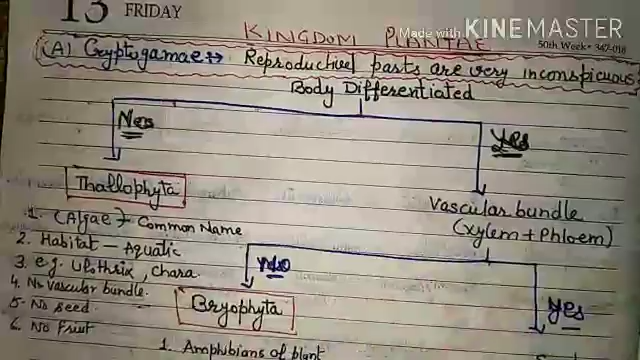 13 FRIDAY
KINGDOM PLANTAE
Made with KINEMASTER
50th Week • 347-018
(A) Cryptogamae → Reproductive parts are very inconspicuous
Body Differentiated
No
Yes
Thallophyta
Vascular bundle
(xylem + Phloem)
1. (Algae) → Common Name
2. Habitat - Aquatic
3. e.g. Ulothrix, chara.
4. No vascular bundle.
5. No seed.
6. No Fruit
No
Yes
Bryophyta
1. Amphibians of plant